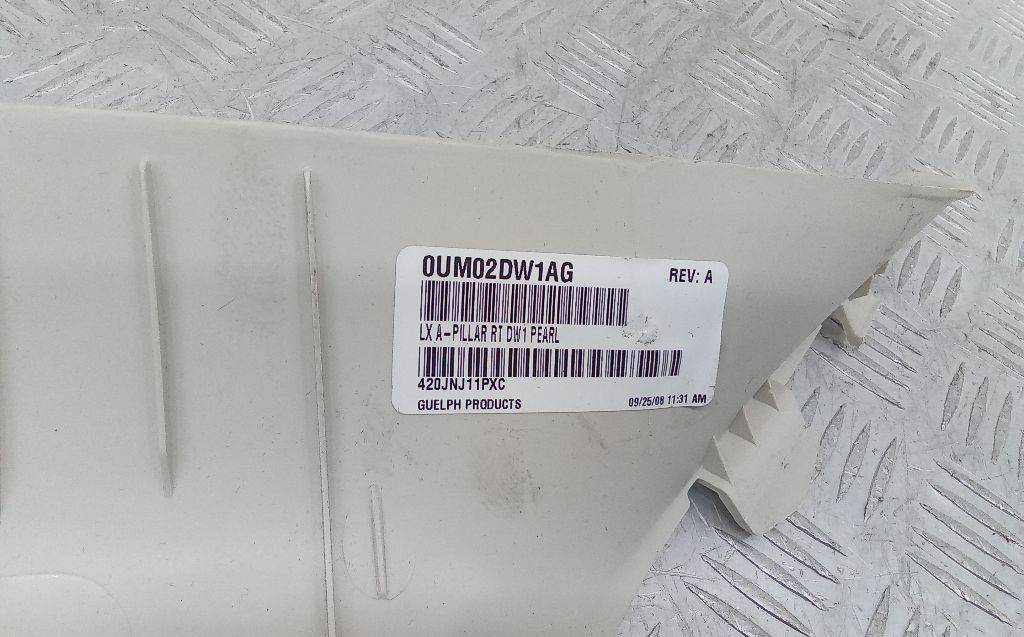 0UM02DW1AG REV: A
LX A-PILLAR RT DW1 PEARL
420JNJ11PXC
GUELPH PRODUCTS 09/25/08 11:31 AM